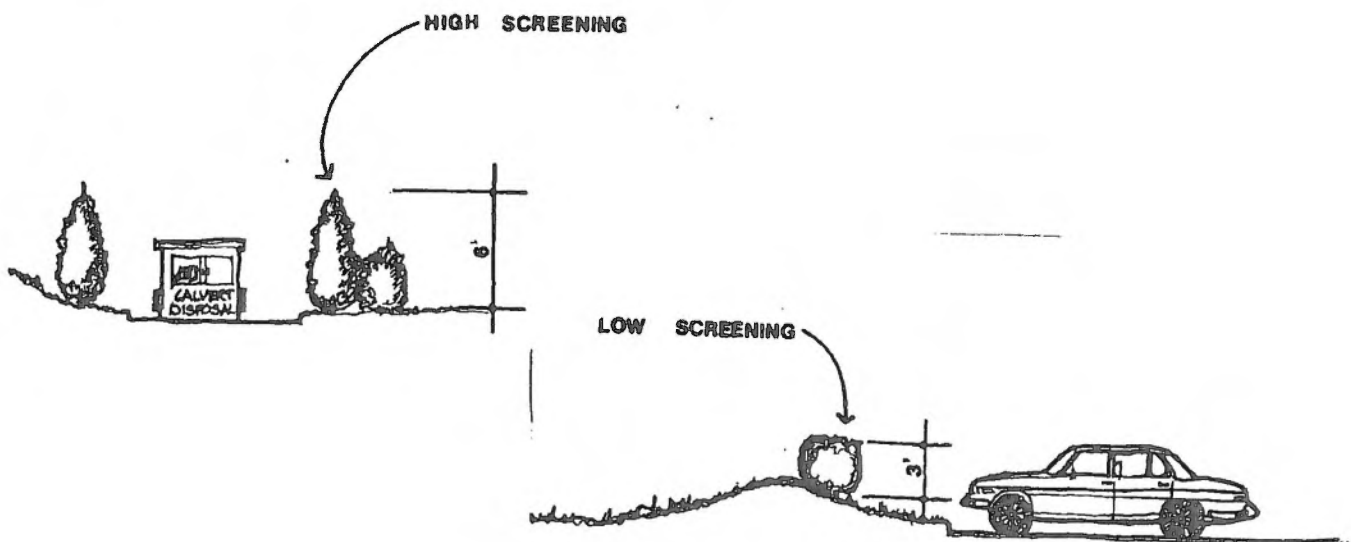 HIGH SCREENING
6'
CALVERT
DISPOSAL
LOW SCREENING
3'